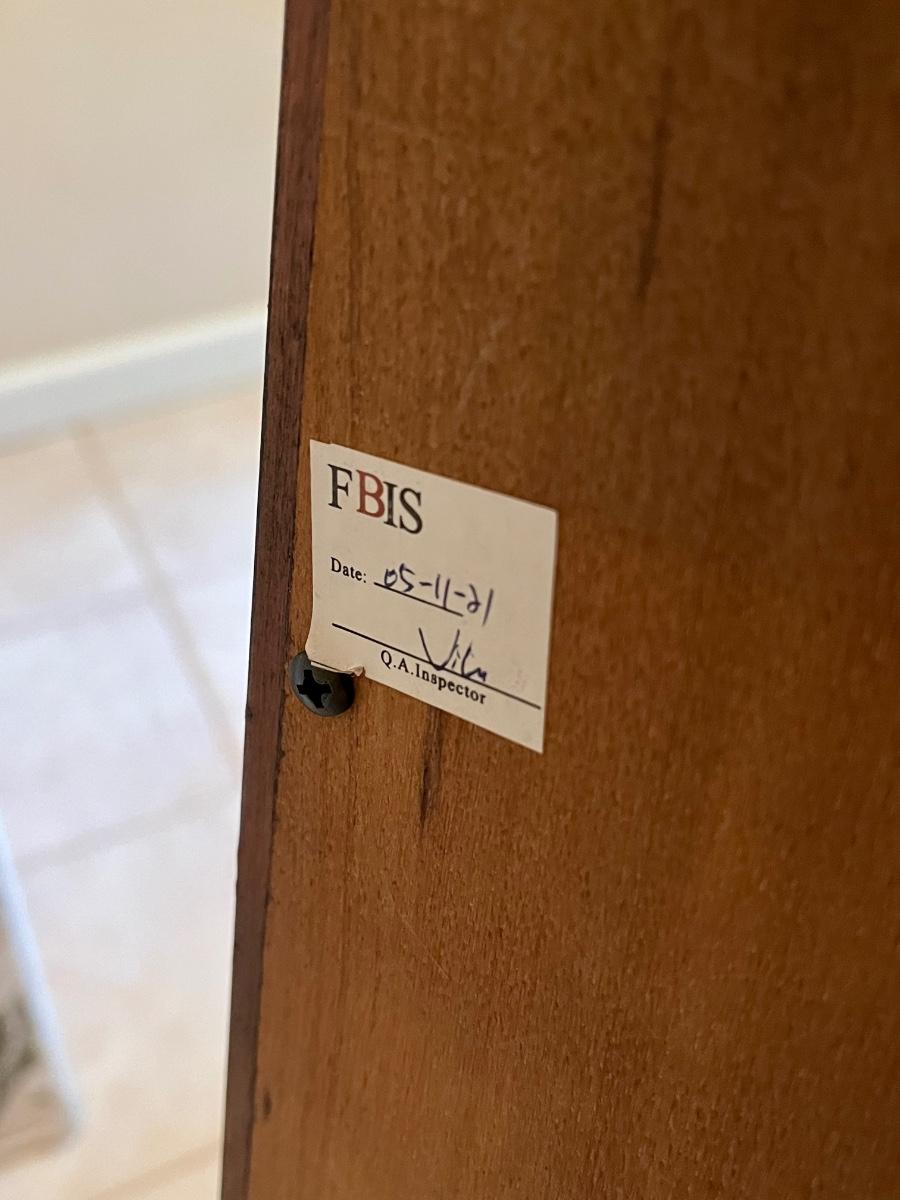 FBIS
Date: 05-11-21
Q.A.Inspector